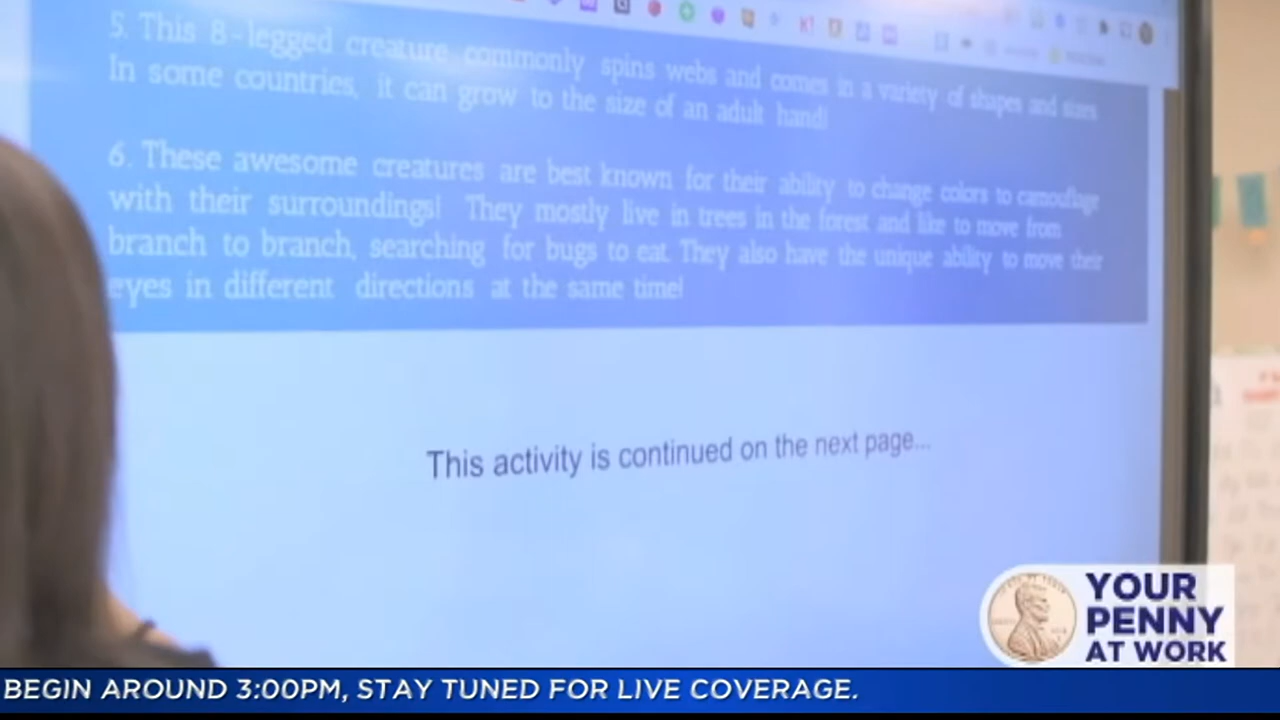 5. This 8-legged creature commonly spins webs and comes in a variety of shapes and sizes.
In some countries, it can grow to the size of an adult hand!
6. These awesome creatures are best known for their ability to change colors to camouflage
with their surroundings! They mostly live in trees in the forest and like to move from
branch to branch, searching for bugs to eat. They also have the unique ability to move their
eyes in different directions at the same time!
This activity is continued on the next page...
YOUR
PENNY
AT WORK
BEGIN AROUND 3:00PM, STAY TUNED FOR LIVE COVERAGE.